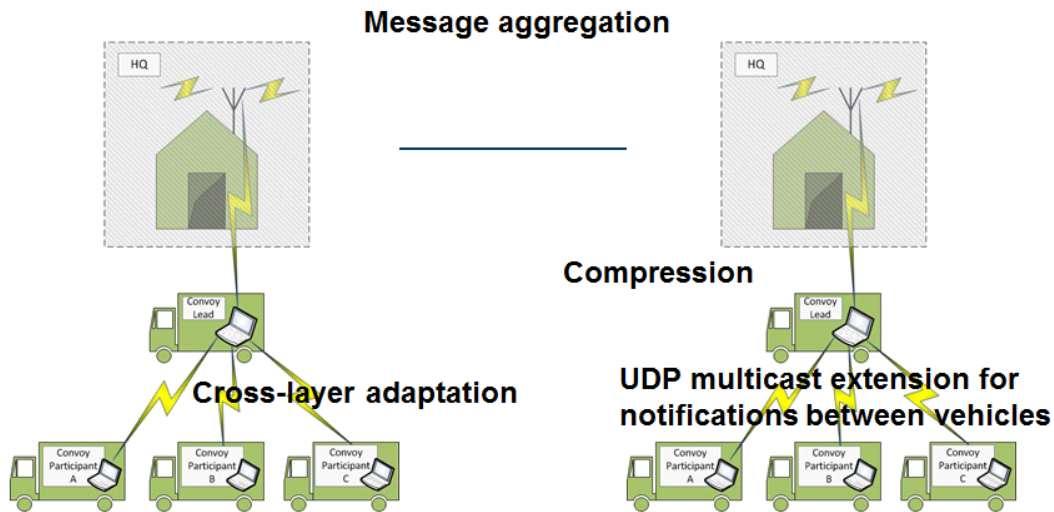 Message aggregation
HQ
HQ
Compression
Convoy
Lead
Convoy
Lead
Cross-layer adaptation
UDP multicast extension for
notifications between vehicles
Convoy
Participant
A
Convoy
Participant
B
Convoy
Participant
C
Convoy
Participant
A
Convoy
Participant
B
Convoy
Participant
C